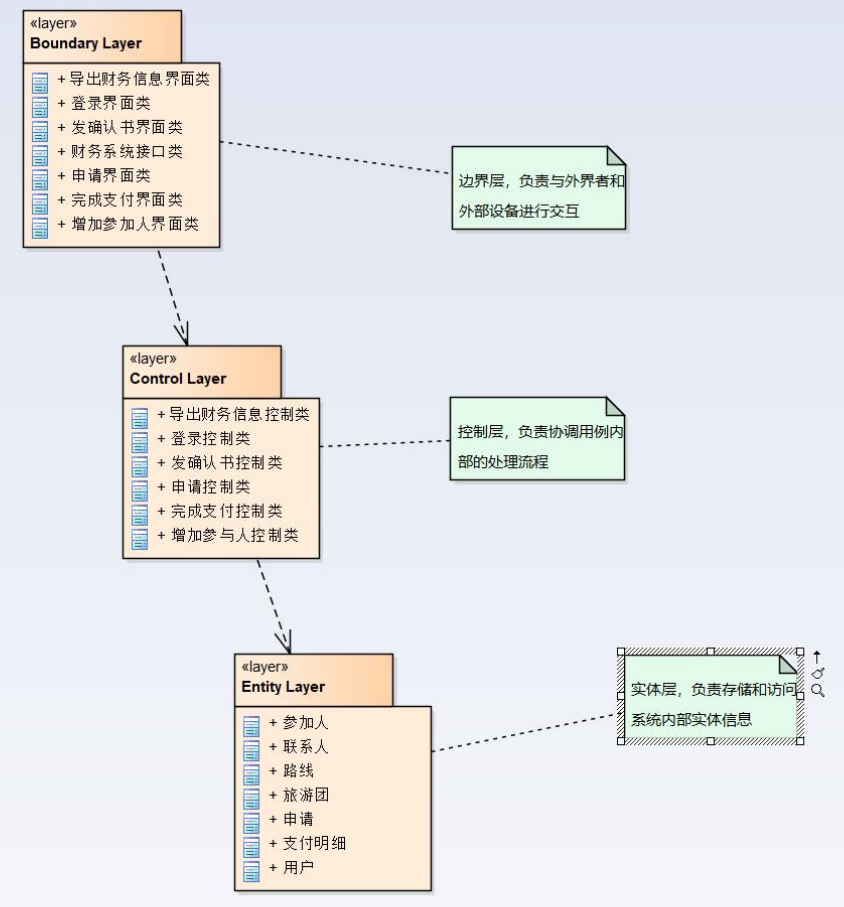 «layer»
Boundary Layer
+ 导出财务信息界面类
+ 登录界面类
+ 发确认书界面类
+ 财务系统接口类
+ 申请界面类
+ 完成支付界面类
+ 增加参加人界面类
边界层，负责与外界者和
外部设备进行交互
«layer»
Control Layer
+ 导出财务信息控制类
+ 登录控制类
+ 发确认书控制类
+ 申请控制类
+ 完成支付控制类
+ 增加参与人控制类
控制层，负责协调用例内
部的处理流程
«layer»
Entity Layer
+ 参加人
+ 联系人
+ 路线
+ 旅游团
+ 申请
+ 支付明细
+ 用户
实体层，负责存储和访问
系统内部实体信息